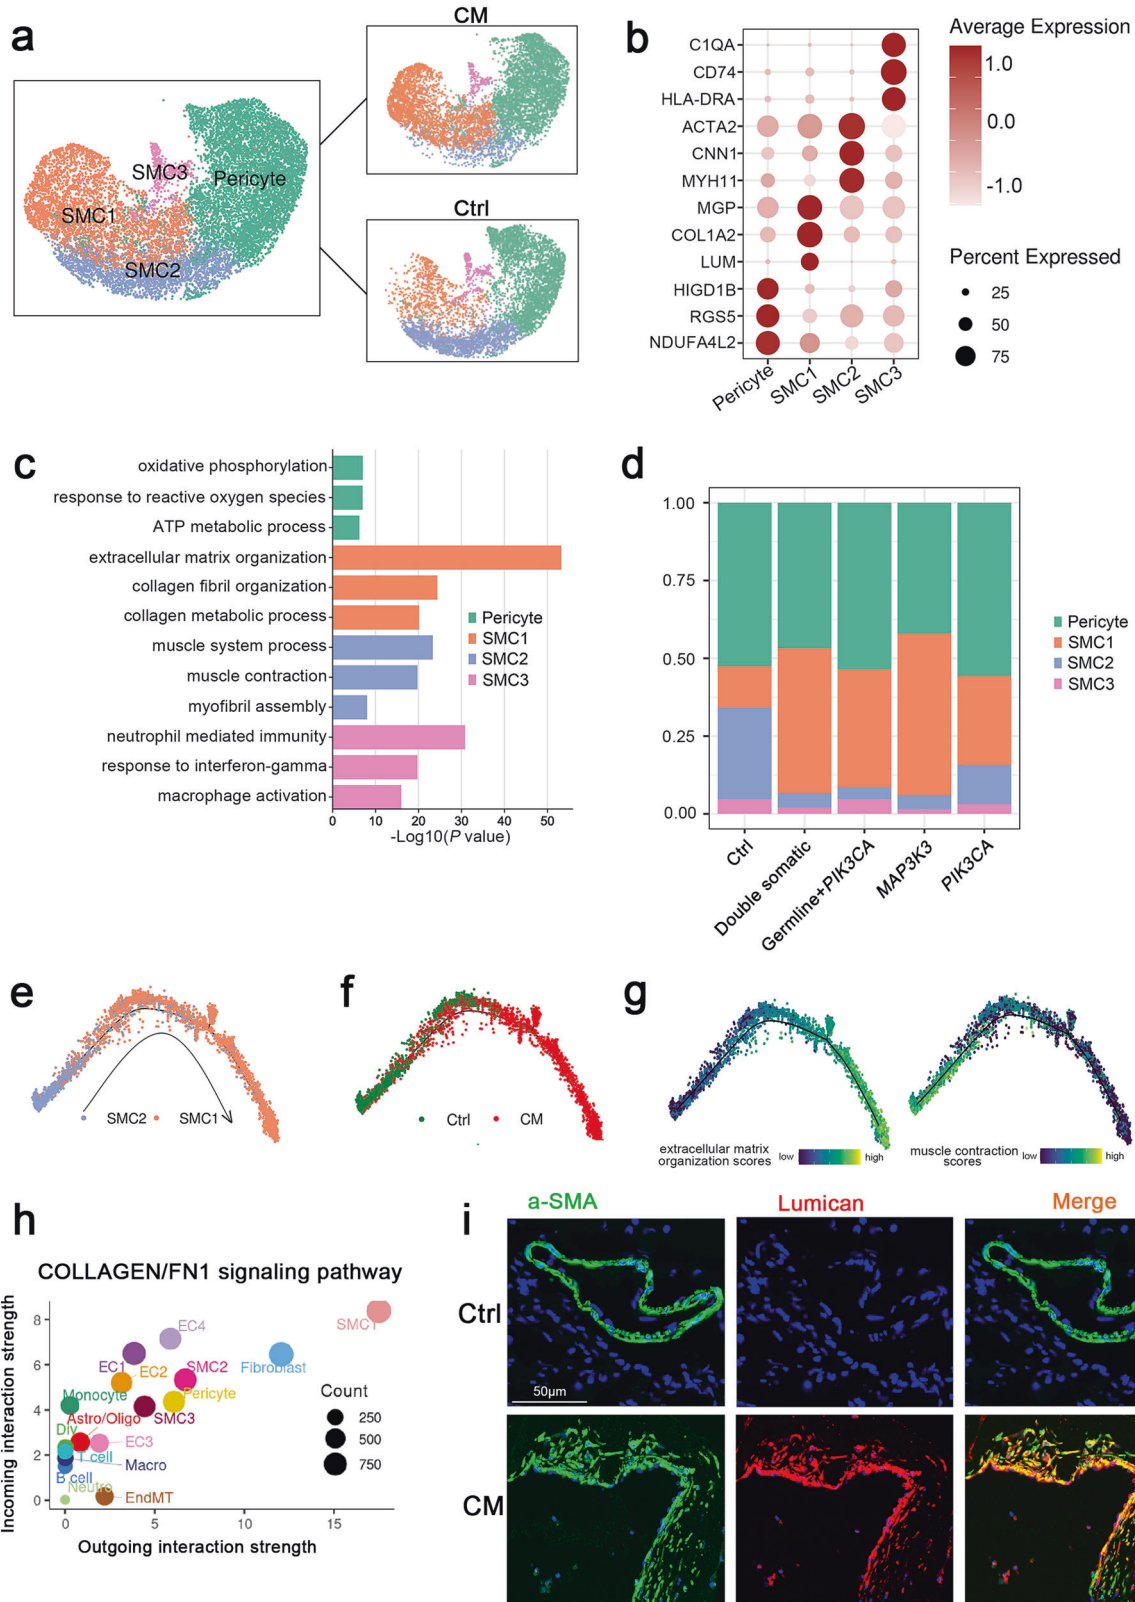 a
CM
SMC3
Pericyte
SMC1
SMC2
Ctrl
b
C1QA
CD74
HLA-DRA
ACTA2
CNN1
MYH11
MGP
COL1A2
LUM
HIGD1B
RGS5
NDUFA4L2
Pericyte
SMC1
SMC2
SMC3
Average Expression
1.0
0.0
-1.0
Percent Expressed
25
50
75
c
oxidative phosphorylation
response to reactive oxygen species
ATP metabolic process
extracellular matrix organization
collagen fibril organization
collagen metabolic process
muscle system process
muscle contraction
myofibril assembly
neutrophil mediated immunity
response to interferon-gamma
macrophage activation
0 10 20 30 40 50
-Log10(P value)
Pericyte
SMC1
SMC2
SMC3
d
1.00
0.75
0.50
0.25
0.00
Ctrl
Double somatic
Germline+PIK3CA
MAP3K3
PIK3CA
Pericyte
SMC1
SMC2
SMC3
e
SMC2 SMC1
f
Ctrl CM
g
extracellular matrix
organization scores
low high
muscle contraction
scores
low high
h
COLLAGEN/FN1 signaling pathway
Incoming interaction strength
8
6
4
2
0
0 5 10 15
Outgoing interaction strength
SMC1
EC4
EC1
EC2
SMC2
Fibroblast
Monocyte
Pericyte
SMC3
Astro/Oligo
Div
EC3
T cell
Macro
B cell
Neutro
EndMT
Count
250
500
750
i
a-SMA Lumican Merge
Ctrl
50μm
CM